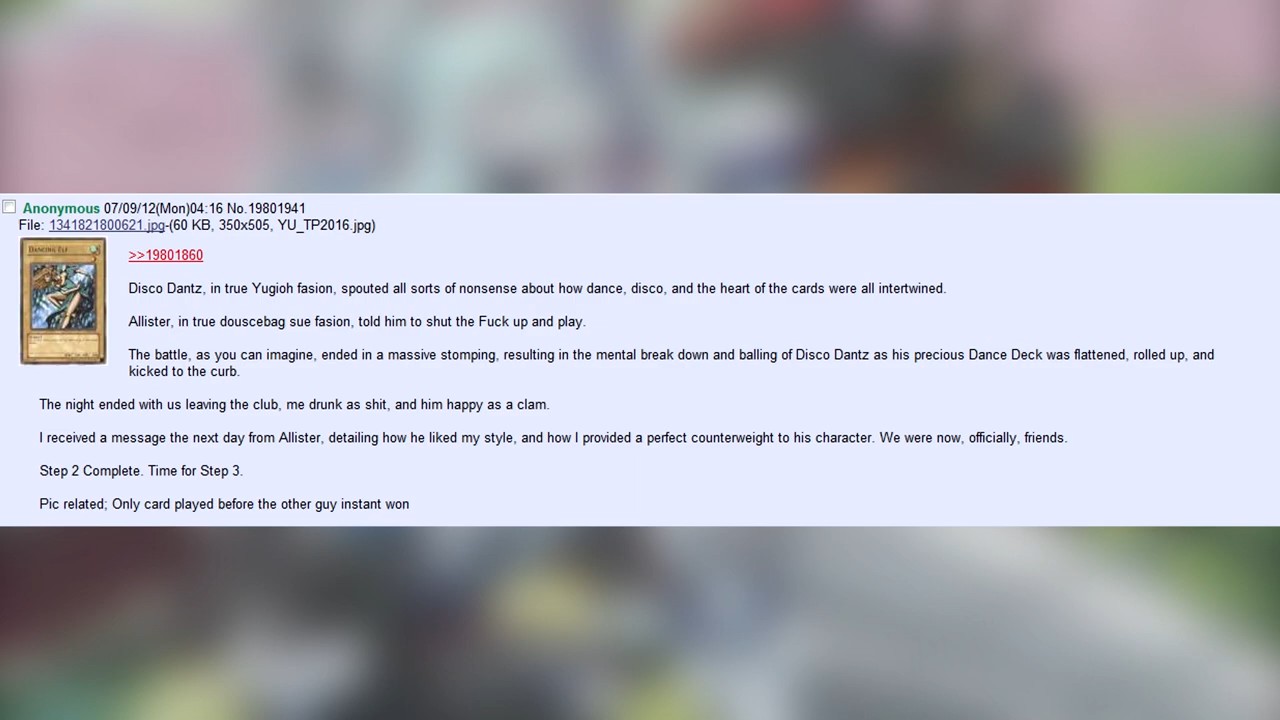 Anonymous 07/09/12(Mon)04:16 No.19801941
File: 1341821800621.jpg-(60 KB, 350x505, YU_TP2016.jpg)
DANCING ELF
>>19801860
Disco Dantz, in true Yugioh fasion, spouted all sorts of nonsense about how dance, disco, and the heart of the cards were all intertwined.
Allister, in true douscebag sue fasion, told him to shut the Fuck up and play.
The battle, as you can imagine, ended in a massive stomping, resulting in the mental break down and balling of Disco Dantz as his precious Dance Deck was flattened, rolled up, and
kicked to the curb.
The night ended with us leaving the club, me drunk as shit, and him happy as a clam.
I received a message the next day from Allister, detailing how he liked my style, and how I provided a perfect counterweight to his character. We were now, officially, friends.
Step 2 Complete. Time for Step 3.
Pic related; Only card played before the other guy instant won